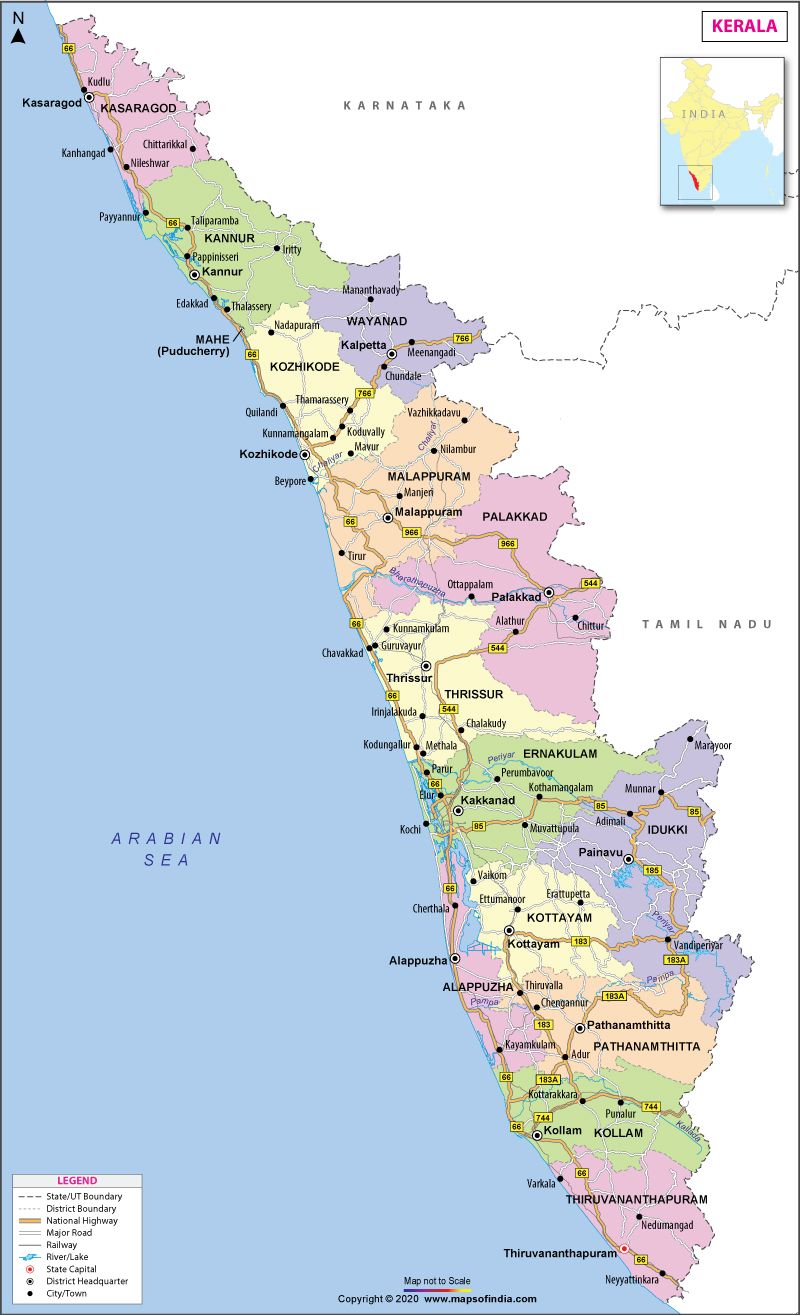 N
KERALA
66
Kudlu
Kasaragod
KASARAGOD
KARNATAKA
INDIA
Kanhangad
Chittarikkal
Nileshwar
Payyannur
66
Taliparamba
KANNUR
Iritty
Pappinisseri
Kannur
Edakkad
Thalassery
Mananthavady
WAYANAD
MAHE
(Puducherry)
Nadapuram
Kalpetta
766
Meenangadi
66
KOZHIKODE
Chundale
766
Thamarassery
Quilandi
Vazhikkadavu
Kunnamangalam
Koduvally
Chaliyar
Kozhikode
Mavur
Nilambur
Chaliyar
Beypore
MALAPPURAM
Manjeri
Malappuram
PALAKKAD
66
966
966
Tirur
Bharathapuzha
Ottappalam
544
Palakkad
66
Kunnamkulam
Alathur
Chittur
TAMIL NADU
Chavakkad
Guruvayur
544
Thrissur
66
THRISSUR
544
Irinjalakuda
Chalakudy
Kodungallur
Methala
Marayoor
ERNAKULAM
Periyar
Parur
Perumbavoor
66
Elur
Kothamangalam
Munnar
Kakkanad
85
85
Adimali
Kochi
85
Muvattupula
IDUKKI
ARABIAN
SEA
Painavu
185
Vaikom
66
Ettumanoor
Erattupetta
Cherthala
KOTTAYAM
Periyar
Kottayam
183
Vandiperiyar
Alappuzha
183A
Pampa
ALAPPUZHA
Thiruvalla
183A
Pampa
Chengannur
183
Pathanamthitta
Kayamkulam
PATHANAMTHITTA
Adur
66
183A
Kottarakkara
744
Punalur
744
66
Kollam
KOLLAM
Kallada
66
Varkala
THIRUVANANTHAPURAM
Nedumangad
Thiruvananthapuram
66
Neyyattinkara
LEGEND
State/UT Boundary
District Boundary
National Highway
Major Road
Railway
River/Lake
State Capital
District Headquarter
City/Town
Map not to Scale
Copyright © 2020 www.mapsofindia.com